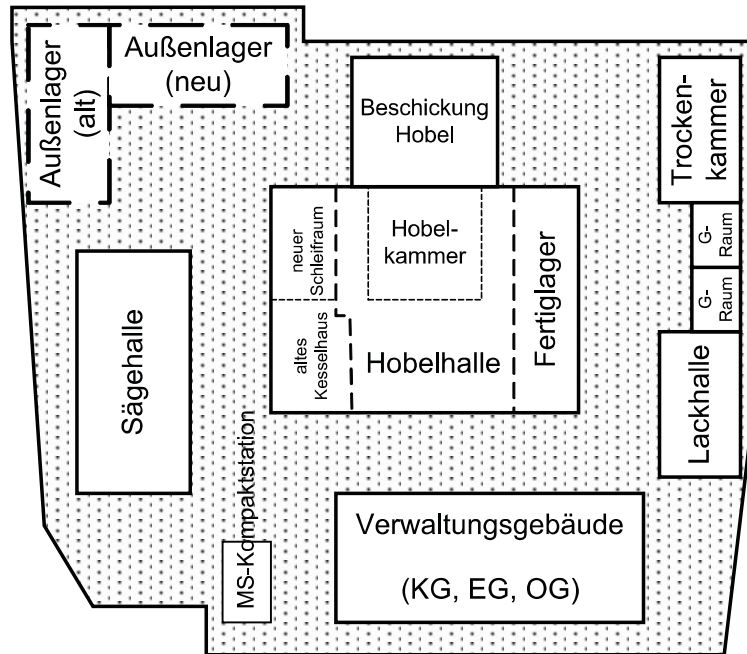 Außenlager
(alt)
Außenlager
(neu)
Beschickung
Hobel
Trocken-
kammer
neuer
Schleifraum
Hobel-
kammer
Fertiglager
G-
Raum
G-
Raum
altes
Kesselhaus
Hobelhalle
Sägehalle
Lackhalle
MS-Kompaktstation
Verwaltungsgebäude
(KG, EG, OG)